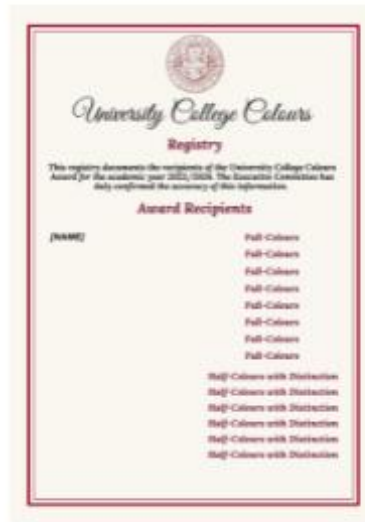 University College Colours
Registry
This registry documents the recipients of the University College Colours
Award for the academic year The Executive Committee has
duly confirmed the accuracy of this information.
Award Recipients
[NAME] Full-Colours
Full-Colours
Full-Colours
Full-Colours
Full-Colours
Full-Colours
Full-Colours
Full-Colours
Half-Colours with Distinction
Half-Colours with Distinction
Half-Colours with Distinction
Half-Colours with Distinction
Half-Colours with Distinction
Half-Colours with Distinction